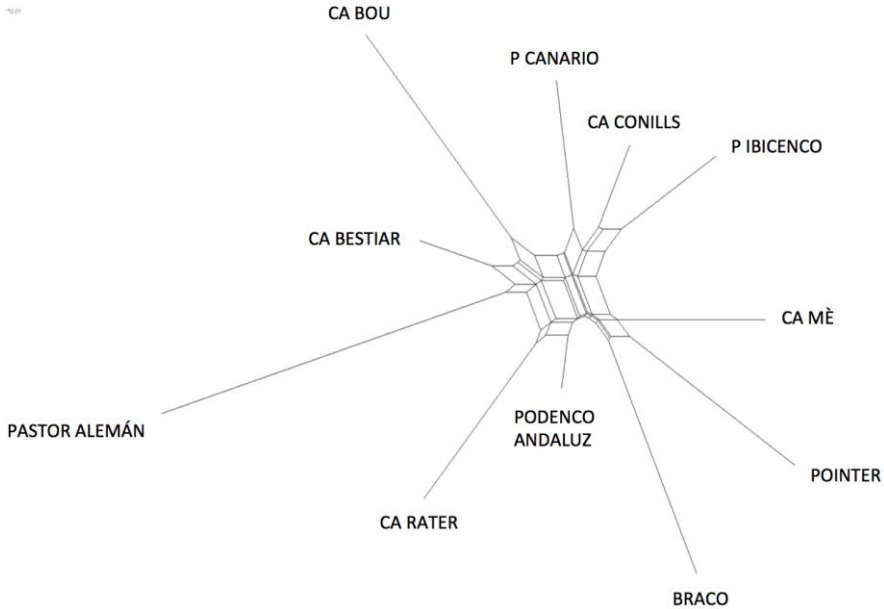 CA BOU
P CANARIO
CA CONILLS
P IBICENCO
CA BESTIAR
CA MÈ
PASTOR ALEMÁN
PODENCO
ANDALUZ
POINTER
CA RATER
BRACO